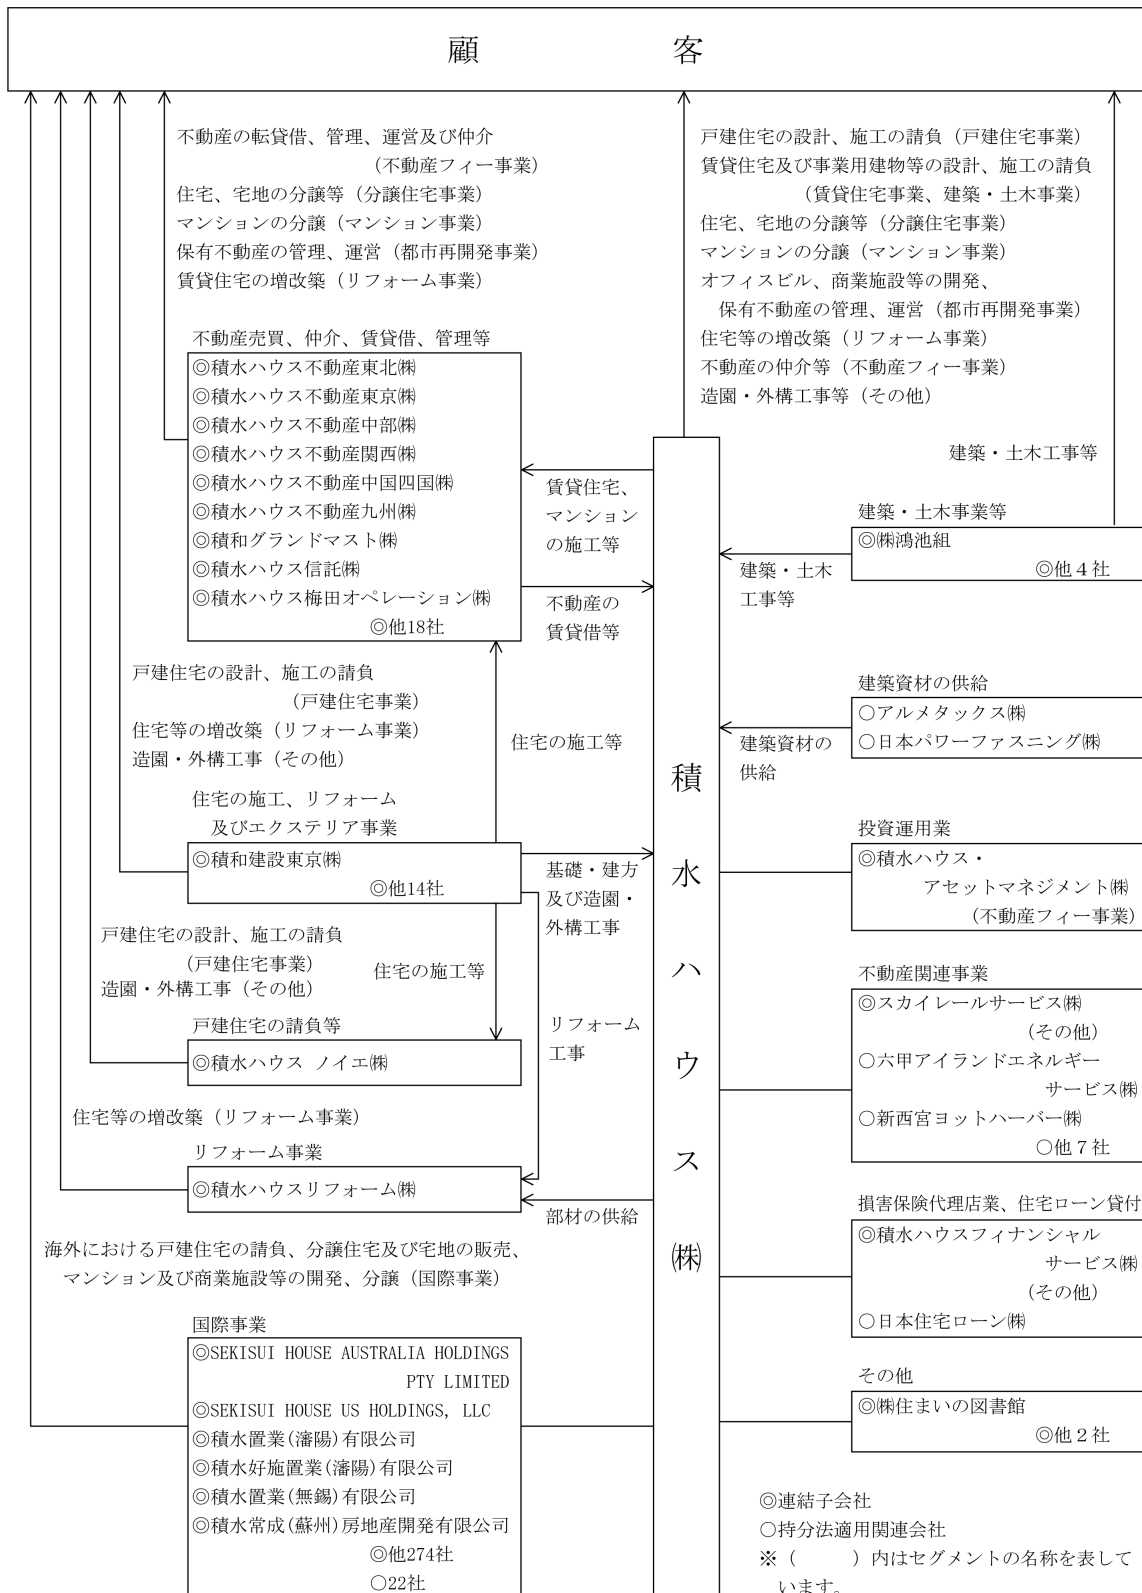 顧客
不動産の転貸借、管理、運営及び仲介
(不動産フィー事業)
住宅、宅地の分譲等（分譲住宅事業）
マンションの分譲（マンション事業）
保有不動産の管理、運営（都市再開発事業）
賃貸住宅の増改築（リフォーム事業）
不動産売買、仲介、賃貸借、管理等
◎積水ハウス不動産東北㈱
◎積水ハウス不動産東京㈱
◎積水ハウス不動産中部㈱
◎積水ハウス不動産関西㈱
◎積水ハウス不動産中国四国㈱
◎積水ハウス不動産九州㈱
◎積和グランドマスト㈱
◎積水ハウス信託㈱
◎積水ハウス梅田オペレーション㈱
◎他18社
賃貸住宅、
マンション
の施工等
不動産の
賃貸借等
戸建住宅の設計、施工の請負
(戸建住宅事業)
住宅等の増改築（リフォーム事業）
造園・外構工事（その他）
住宅の施工等
住宅の施工、リフォーム
及びエクステリア事業
◎積和建設東京㈱
◎他14社
基礎・建方
及び造園・
外構工事
戸建住宅の設計、施工の請負
(戸建住宅事業)
造園・外構工事（その他）
住宅の施工等
リフォーム
工事
戸建住宅の請負等
◎積水ハウス ノイエ㈱
住宅等の増改築（リフォーム事業）
リフォーム事業
◎積水ハウスリフォーム㈱
部材の供給
海外における戸建住宅の請負、分譲住宅及び宅地の販売、
マンション及び商業施設等の開発、分譲（国際事業）
国際事業
◎SEKISUI HOUSE AUSTRALIA HOLDINGS
PTY LIMITED
◎SEKISUI HOUSE US HOLDINGS, LLC
◎積水置業(瀋陽)有限公司
◎積水好施置業(瀋陽)有限公司
◎積水置業(無錫)有限公司
◎積水常成(蘇州)房地産開発有限公司
◎他274社
○22社
積水ハウス㈱
戸建住宅の設計、施工の請負（戸建住宅事業）
賃貸住宅及び事業用建物等の設計、施工の請負
(賃貸住宅事業、建築・土木事業)
住宅、宅地の分譲等（分譲住宅事業）
マンションの分譲（マンション事業）
オフィスビル、商業施設等の開発、
保有不動産の管理、運営（都市再開発事業）
住宅等の増改築（リフォーム事業）
不動産の仲介等（不動産フィー事業）
造園・外構工事等（その他）
建築・土木工事等
建築・土木事業等
◎㈱鴻池組
◎他４社
建築・土木
工事等
建築資材の供給
○アルメタックス㈱
○日本パワーファスニング㈱
建築資材の
供給
投資運用業
◎積水ハウス・
アセットマネジメント㈱
(不動産フィー事業)
不動産関連事業
◎スカイレールサービス㈱
(その他)
○六甲アイランドエネルギー
サービス㈱
○新西宮ヨットハーバー㈱
○他７社
損害保険代理店業、住宅ローン貸付
◎積水ハウスフィナンシャル
サービス㈱
(その他)
○日本住宅ローン㈱
その他
◎㈱住まいの図書館
◎他２社
◎連結子会社
○持分法適用関連会社
※（　　）内はセグメントの名称を表して
います。